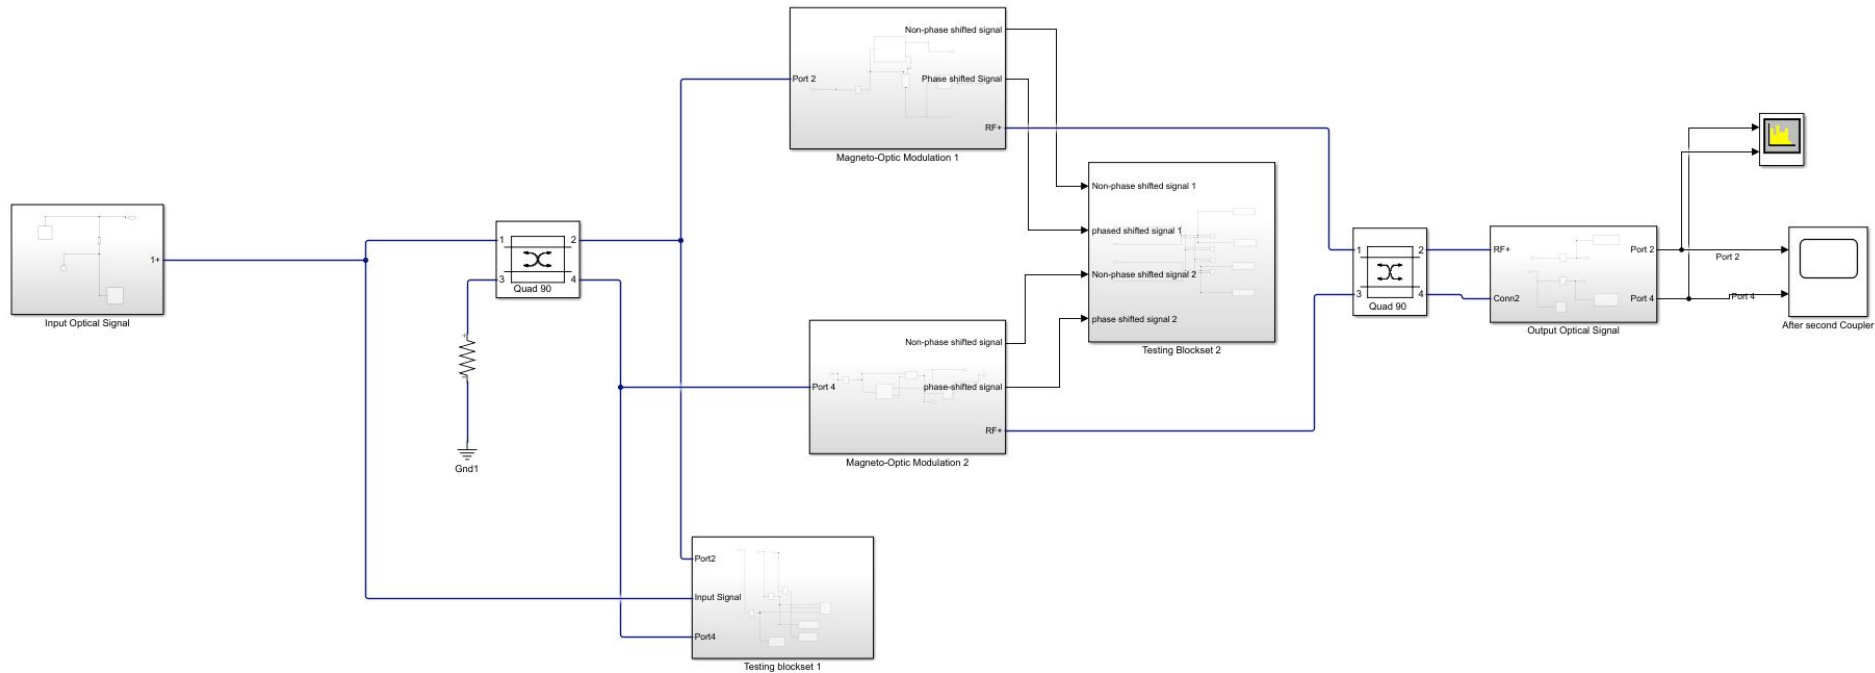 Input Optical Signal
1+
1
2
3
4
Quad 90
Gnd1
Port 2
Non-phase shifted signal
Phase shifted Signal
RF+
Magneto-Optic Modulation 1
Port 4
Non-phase shifted signal
phase-shifted signal
RF+
Magneto-Optic Modulation 2
Port2
Input Signal
Port4
Testing blockset 1
Non-phase shifted signal 1
phased shifted signal 1
Non-phase shifted signal 2
phase shifted signal 2
Testing Blockset 2
1
2
3
4
Quad 90
RF+
Conn2
Port 2
Port 4
Output Optical Signal
Port 2
Port 4
After second Coupler